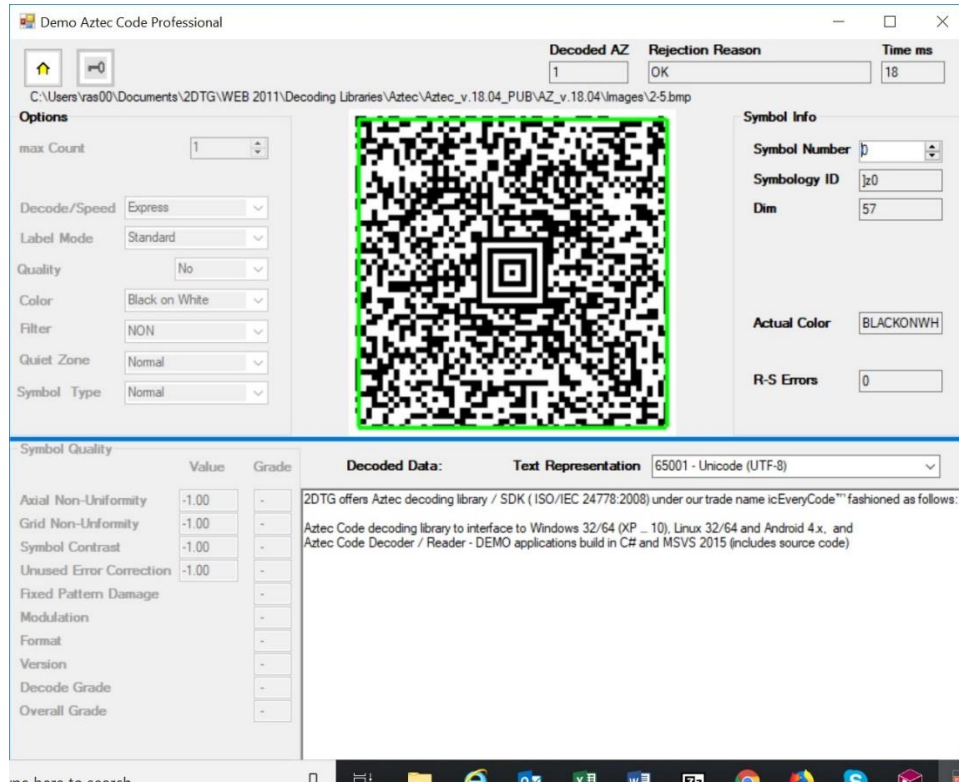 Demo Aztec Code Professional
Decoded AZ Rejection Reason Time ms
1 OK 18
C:\Users\ras00\Documents\2DTG\WEB 2011\Decoding Libraries\Aztec\Aztec_v.18.04_PUB\AZ_v.18.04\Images\2-5.bmp
Options Symbol Info
max Count 1 Symbol Number 0
Symbology ID ]z0
Decode/Speed Express Dim 57
Label Mode Standard
Quality No
Color Black on White Actual Color BLACKONWH
Filter NON
Quiet Zone Normal R-S Errors 0
Symbol Type Normal
Symbol Quality
Value Grade Decoded Data: Text Representation 65001 - Unicode (UTF-8)
Axial Non-Uniformity -1.00 -
Grid Non-Unformity -1.00 -
Symbol Contrast -1.00 -
Unused Error Correction -1.00 -
Fixed Pattern Damage -
Modulation -
Format -
Version -
Decode Grade -
Overall Grade -
2DTG offers Aztec decoding library / SDK ( ISO/IEC 24778:2008) under our trade name icEveryCode™ fashioned as follows:
Aztec Code decoding library to interface to Windows 32/64 (XP _ 10), Linux 32/64 and Android 4.x, and
Aztec Code Decoder / Reader - DEMO applications build in C# and MSVS 2015 (includes source code)
here to search